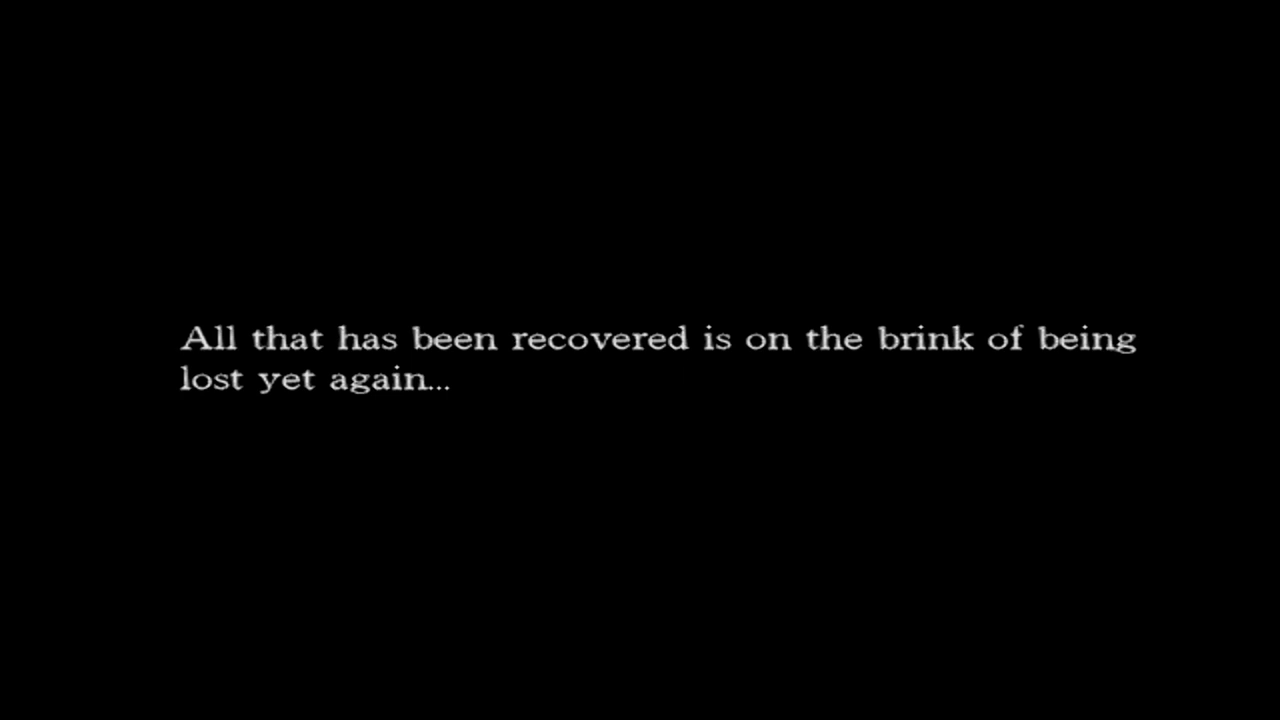 All that has been recovered is on the brink of being
lost yet again...